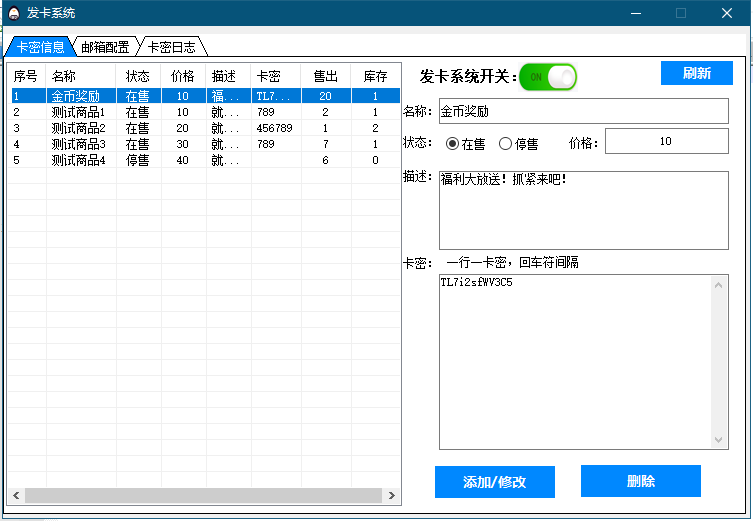 发卡系统
卡密信息 邮箱配置 卡密日志
序号 名称 状态 价格 描述 卡密 售出 库存
1 金币奖励 在售 10 福... TL7... 20 1
2 测试商品1 在售 10 就... 789 2 1
3 测试商品2 在售 20 就... 456789 1 2
4 测试商品3 在售 30 就... 789 7 1
5 测试商品4 停售 40 就... 6 0
发卡系统开关: ON 刷新
名称: 金币奖励
状态: 在售 停售 价格: 10
描述: 福利大放送! 抓紧来吧!
卡密: 一行一卡密，回车符间隔
TL7i2sfWV3C5
添加/修改 删除